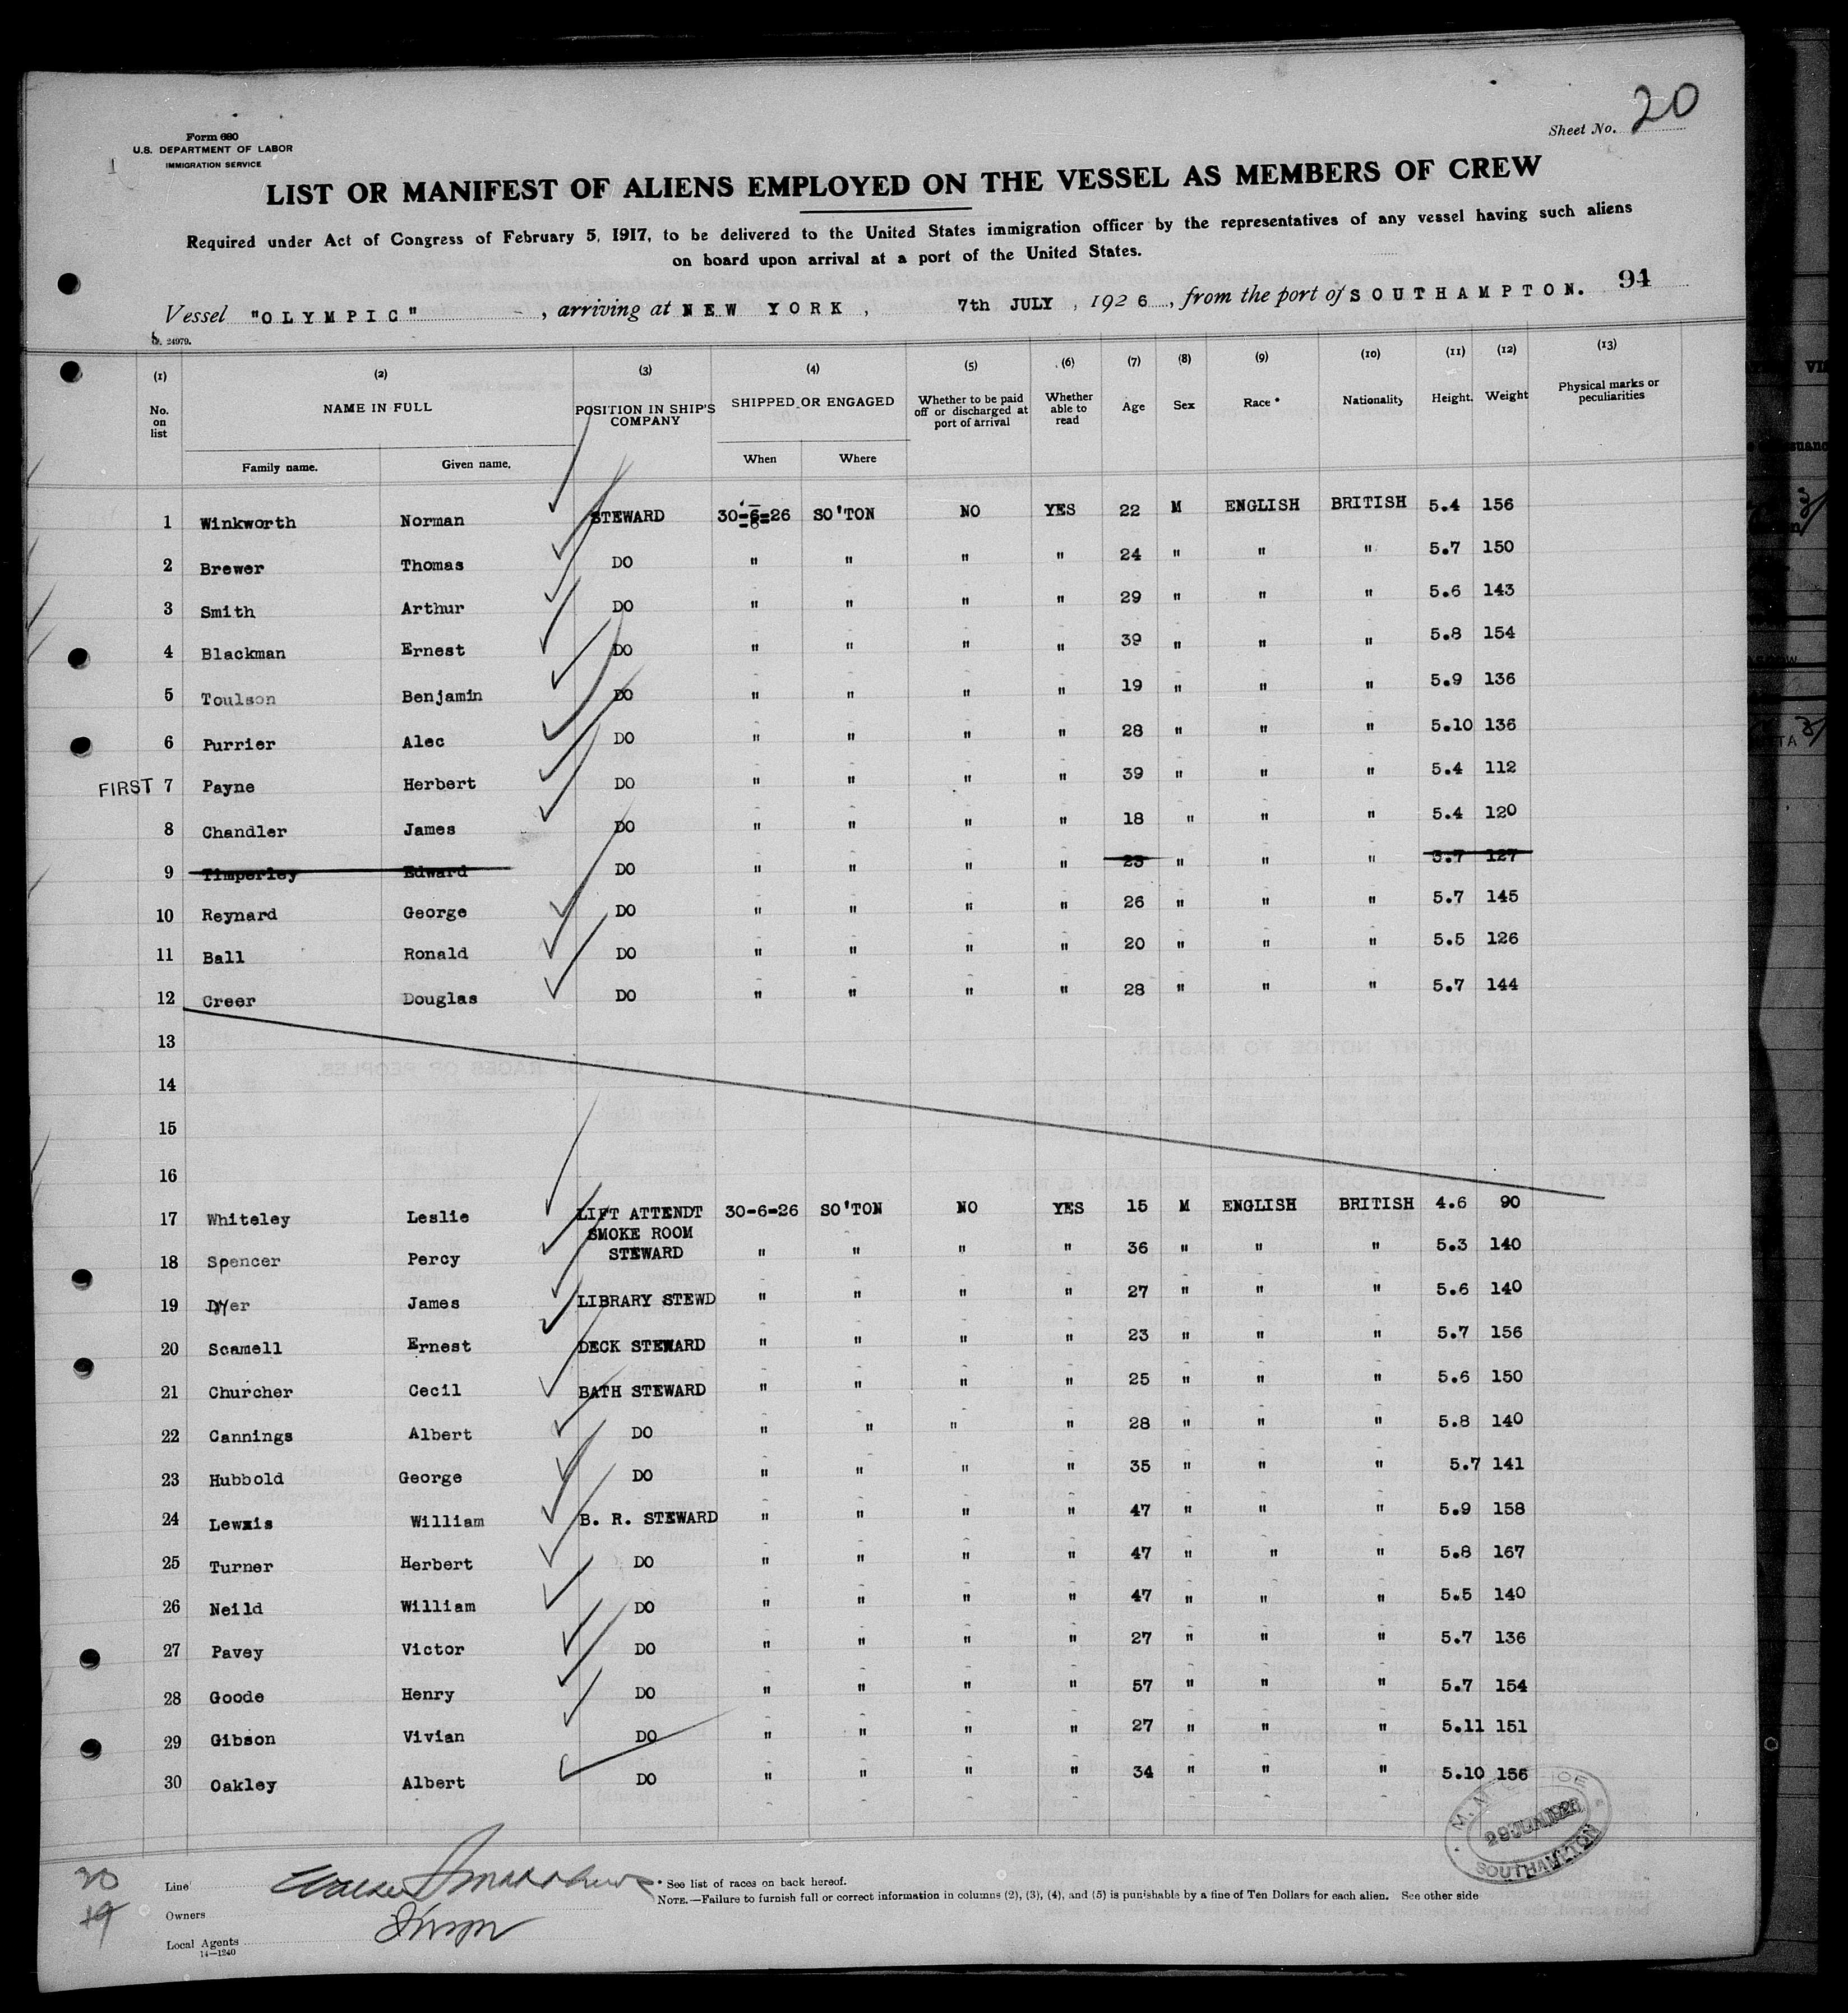 Sheet No. 20
Form 680
U.S. DEPARTMENT OF LABOR
IMMIGRATION SERVICE
1
LIST OR MANIFEST OF ALIENS EMPLOYED ON THE VESSEL AS MEMBERS OF CREW
Required under Act of Congress of February 5, 1917, to be delivered to the United States immigration officer by the representatives of any vessel having such aliens
on board upon arrival at a port of the United States.
94
Vessel "OLYMPIC" , arriving at NEW YORK , 7th JULY , 1926 , from the port of SOUTHAMPTON.
S. 24979.
(1) (2) (3) (4) (5) (6) (7) (8) (9) (10) (11) (12) (13)
No. on list NAME IN FULL POSITION IN SHIP'S COMPANY SHIPPED OR ENGAGED Whether to be paid off or discharged at port of arrival Whether able to read Age Sex Race * Nationality Height. Weight Physical marks or peculiarities
Family name. Given name. When Where
1 Winkworth Norman STEWARD 30-6-26 SO'TON NO YES 22 M ENGLISH BRITISH 5.4 156
2 Brewer Thomas DO " " " " 24 " " " 5.7 150
3 Smith Arthur DO " " " " 29 " " " 5.6 143
4 Blackman Ernest DO " " " " 39 " " " 5.8 154
5 Toulson Benjamin DO " " " " 19 " " " 5.9 136
6 Purrier Alec DO " " " " 28 " " " 5.10 136
FIRST 7 Payne Herbert DO " " " " 39 " " " 5.4 112
8 Chandler James DO " " " " 18 " " " 5.4 120
9 Timperley Edward DO " " " " 23 " " " 5.7 127
10 Reynard George DO " " " " 26 " " " 5.7 145
11 Ball Ronald DO " " " " 20 " " " 5.5 126
12 Creer Douglas DO " " " " 28 " " " 5.7 144
13
14
15
16
17 Whiteley Leslie LIFT ATTENDT 30-6-26 SO'TON NO YES 15 M ENGLISH BRITISH 4.6 90
18 Spencer Percy SMOKE ROOM STEWARD " " " " 36 " " " 5.3 140
19 Dyer James LIBRARY STEWD " " " " 27 " " " 5.6 140
20 Scamell Ernest DECK STEWARD " " " " 23 " " " 5.7 156
21 Churcher Cecil BATH STEWARD " " " " 25 " " " 5.6 150
22 Cannings Albert DO " " " " 28 " " " 5.8 140
23 Hubbold George DO " " " " 35 " " " 5.7 141
24 Lewxis William B. R. STEWARD " " " " 47 " " " 5.9 158
25 Turner Herbert DO " " " " 47 " " " 5.8 167
26 Neild William DO " " " " 47 " " " 5.5 140
27 Pavey Victor DO " " " " 27 " " " 5.7 136
28 Goode Henry DO " " " " 57 " " " 5.7 154
29 Gibson Vivian DO " " " " 27 " " " 5.11 151
30 Oakley Albert DO " " " " 34 " " " 5.10 156
29 JUN 1926
SOUTHAMPTON
20
19
Line
Owners
Local Agents
14—1240
* See list of races on back hereof.
NOTE.—Failure to furnish full or correct information in columns (2), (3), (4), and (5) is punishable by a fine of Ten Dollars for each alien. See other side